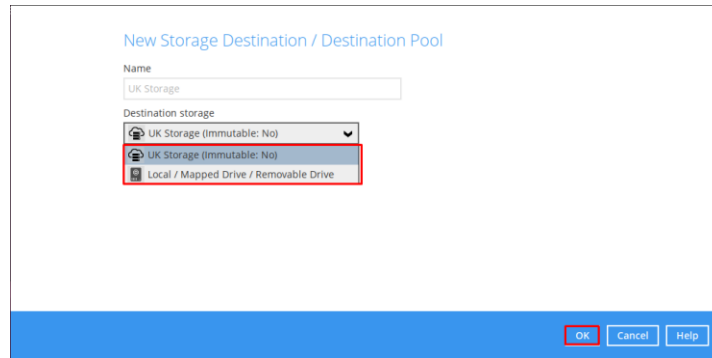 New Storage Destination / Destination Pool
Name
UK Storage
Destination storage
UK Storage (Immutable: No)
UK Storage (Immutable: No)
Local / Mapped Drive / Removable Drive
OK Cancel Help